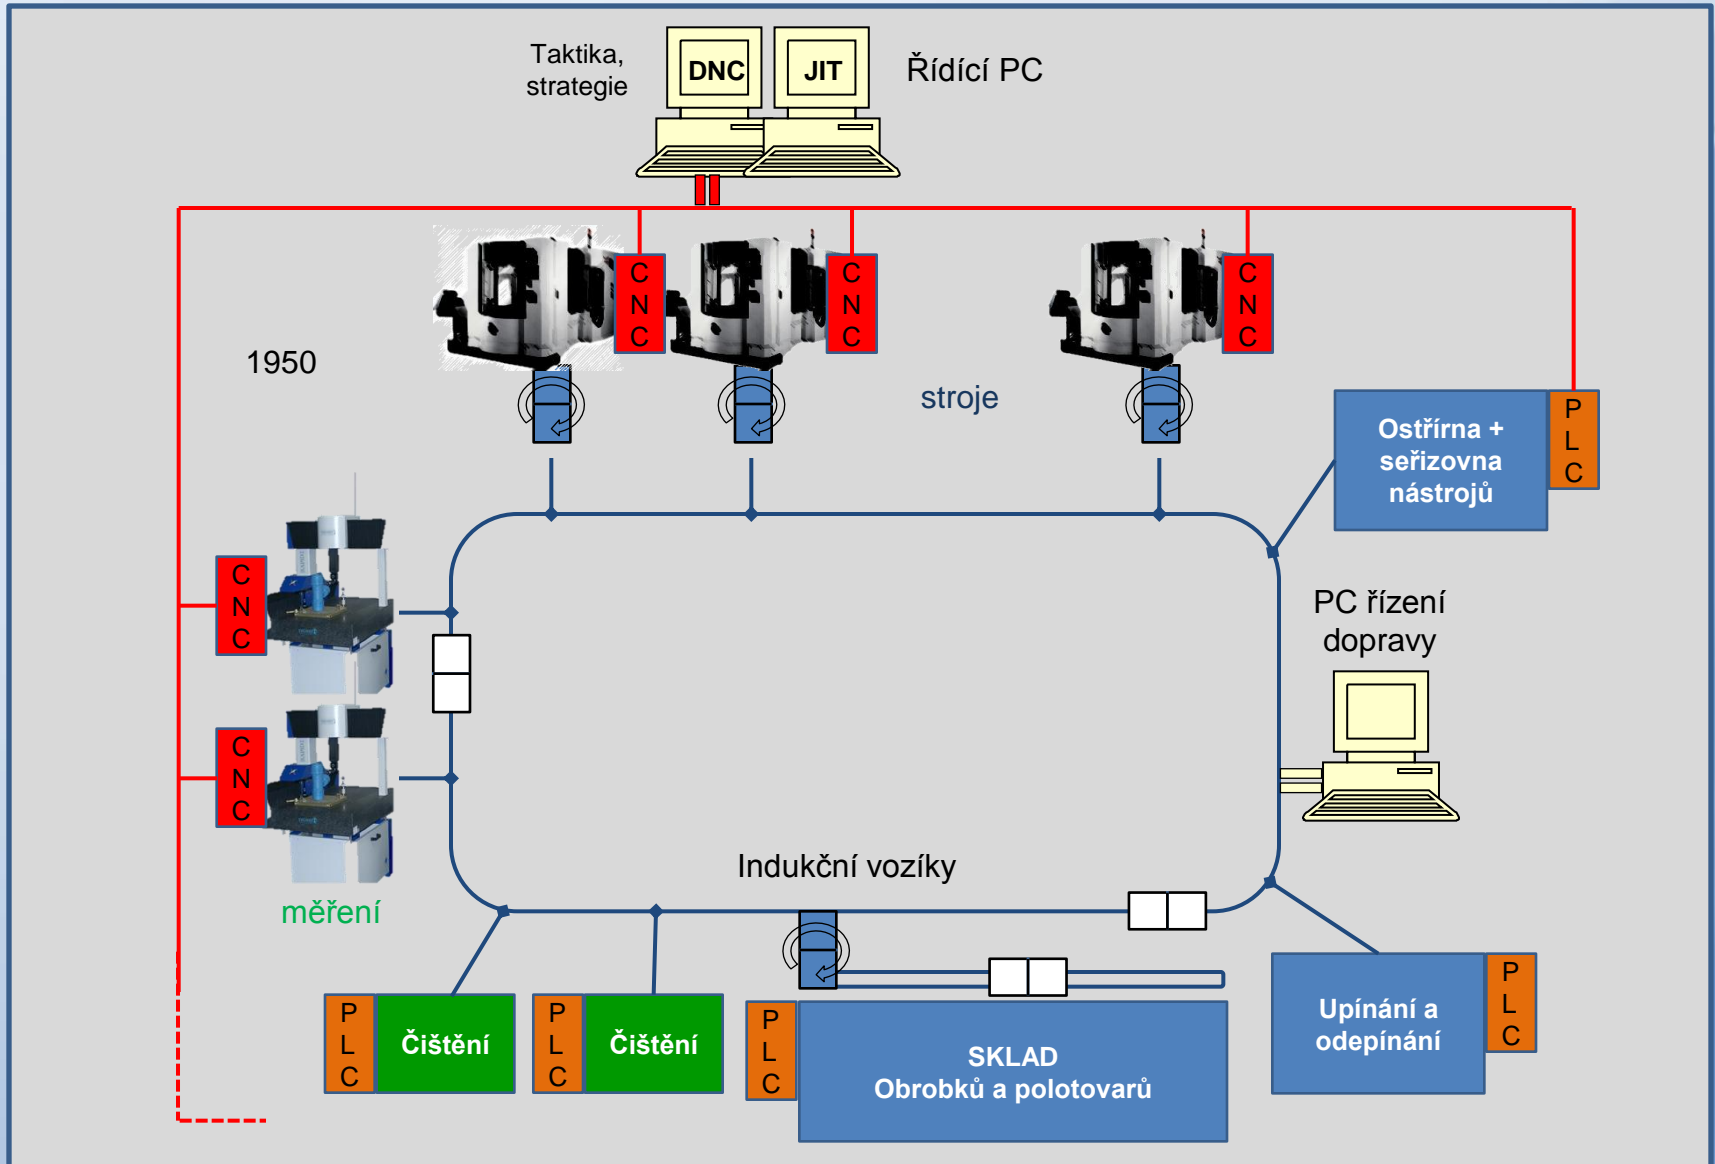 Taktika,
strategie
DNC
JIT
Řídící PC
C
N
C
C
N
C
C
N
C
1950
stroje
Ostřírna +
seřizovna
nástrojů
P
L
C
C
N
C
PC řízení
dopravy
C
N
C
Indukční vozíky
měření
P
L
C
Čištění
P
L
C
Čištění
P
L
C
SKLAD
Obrobků a polotovarů
Upínání a
odepínání
P
L
C